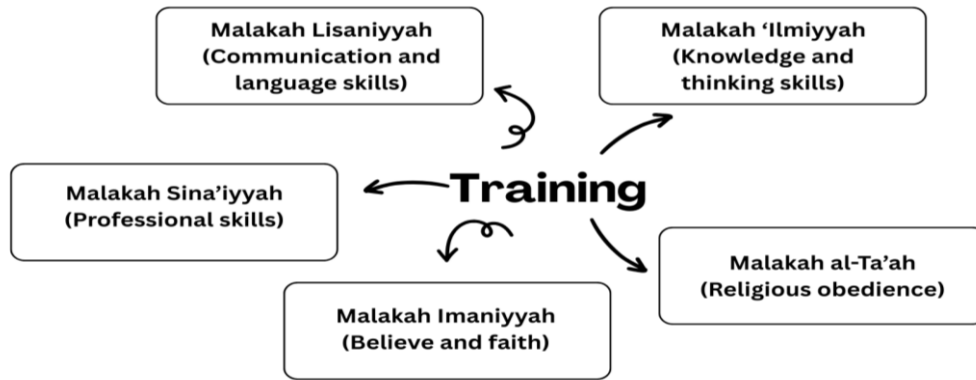 Malakah Lisaniyyah
(Communication and
language skills)
Malakah ‘Ilmiyyah
(Knowledge and
thinking skills)
Training
Malakah Sina’iyyah
(Professional skills)
Malakah al-Ta’ah
(Religious obedience)
Malakah Imaniyyah
(Believe and faith)